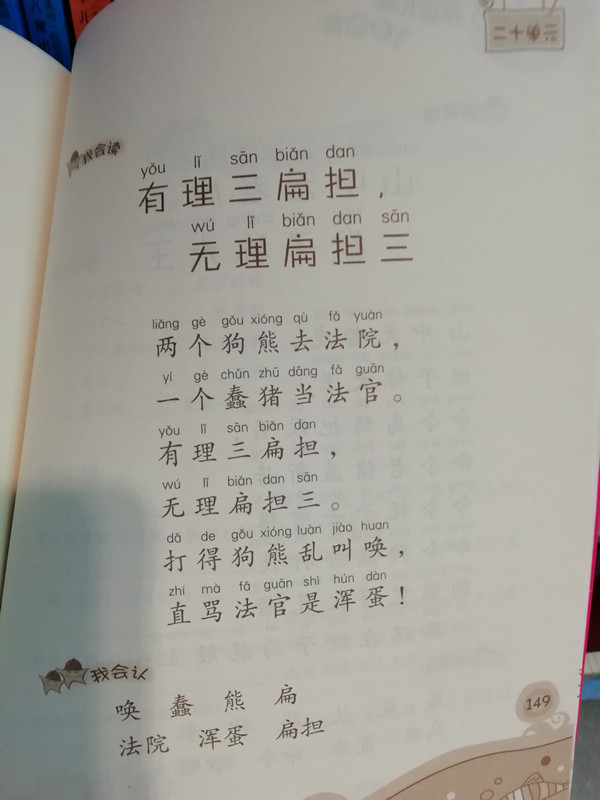 二十单元
我会读
yǒu lǐ sān biǎn dan
有理三扁担，
wú lǐ biǎn dan sān
无理扁担三
liǎng gè gǒu xióng qù fǎ yuàn
两个狗熊去法院，
yí gè chǔn zhū dāng fǎ guān
一个蠢猪当法官。
yǒu lǐ sān biǎn dan
有理三扁担，
wú lǐ biǎn dan sān
无理扁担三。
dǎ de gǒu xióng luàn jiào huan
打得狗熊乱叫唤，
zhí mà fǎ guān shì hún dàn
直骂法官是浑蛋！
我会认
唤 蠢 熊 扁
法院 浑蛋 扁担
149